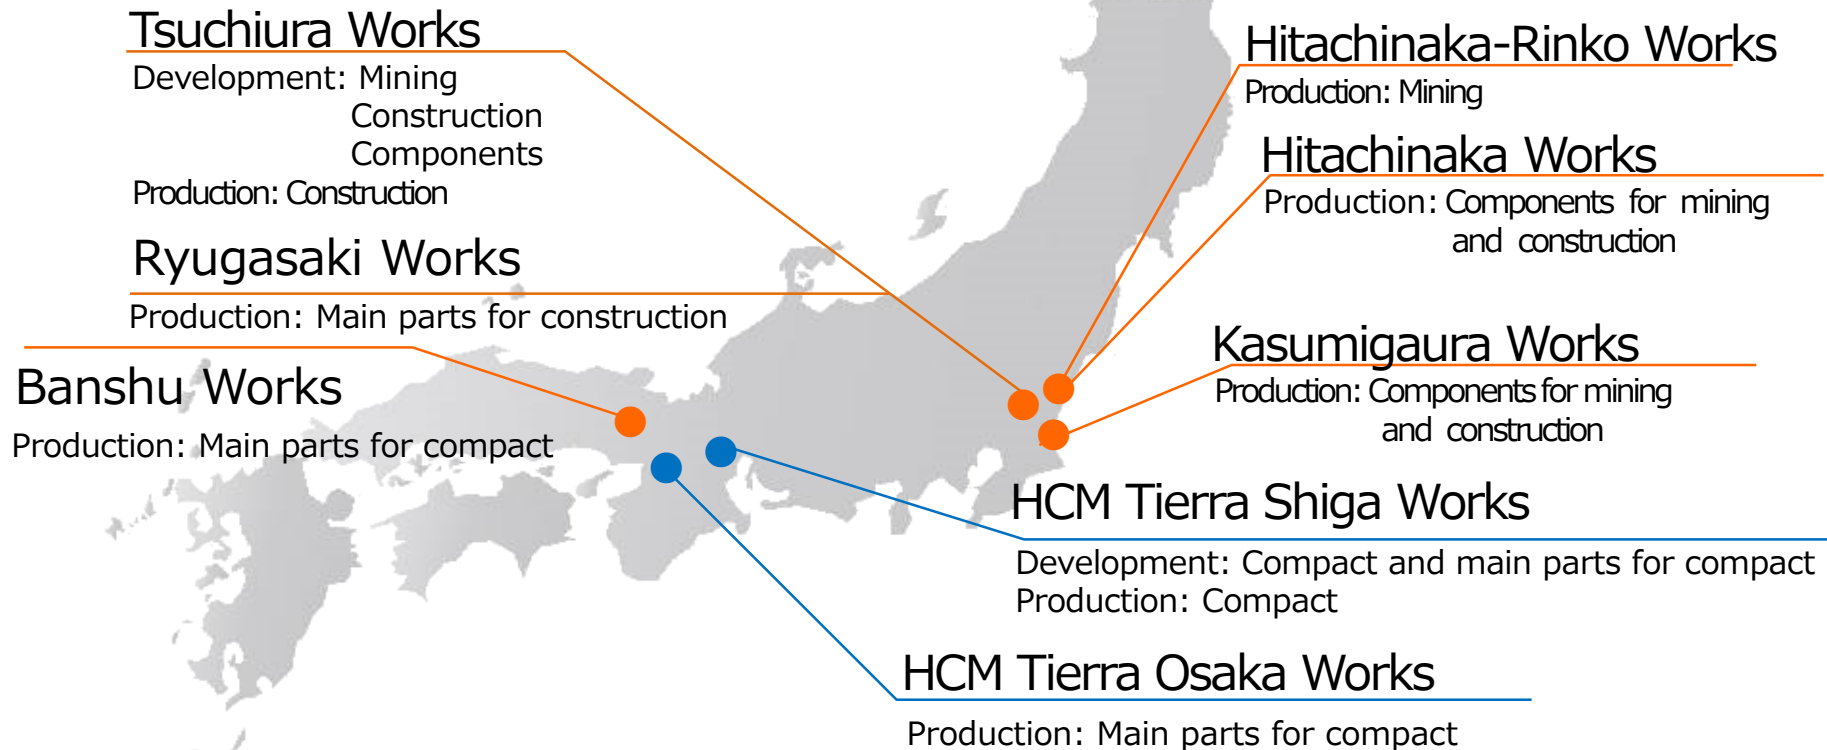 Tsuchiura Works
Development: Mining
Construction
Components
Production: Construction
Ryugasaki Works
Production: Main parts for construction
Banshu Works
Production: Main parts for compact
Hitachinaka-Rinko Works
Production: Mining
Hitachinaka Works
Production: Components for mining
and construction
Kasumigaura Works
Production: Components for mining
and construction
HCM Tierra Shiga Works
Development: Compact and main parts for compact
Production: Compact
HCM Tierra Osaka Works
Production: Main parts for compact